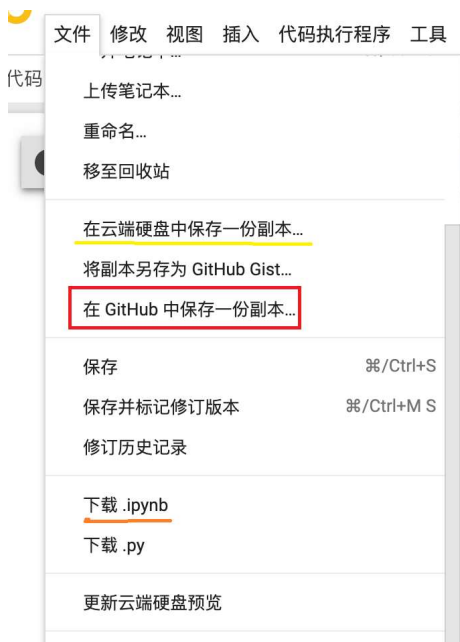 文件 修改 视图 插入 代码执行程序 工具
代码
上传笔记本...
重命名...
移至回收站
在云端硬盘中保存一份副本...
将副本另存为 GitHub Gist...
在 GitHub 中保存一份副本...
保存 ⌘/Ctrl+S
保存并标记修订版本 ⌘/Ctrl+M S
修订历史记录
下载 .ipynb
下载 .py
更新云端硬盘预览